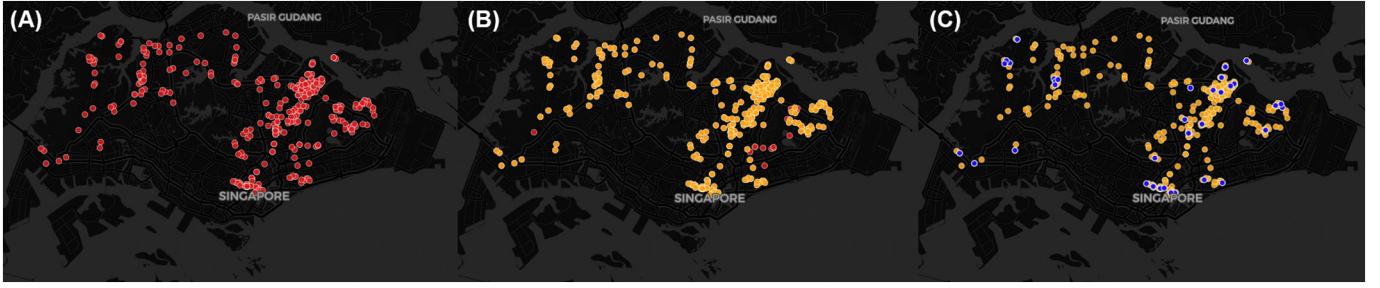 (A)
PASIR GUDANG
SINGAPORE
(B)
PASIR GUDANG
SINGAPORE
(C)
PASIR GUDANG
SINGAPORE